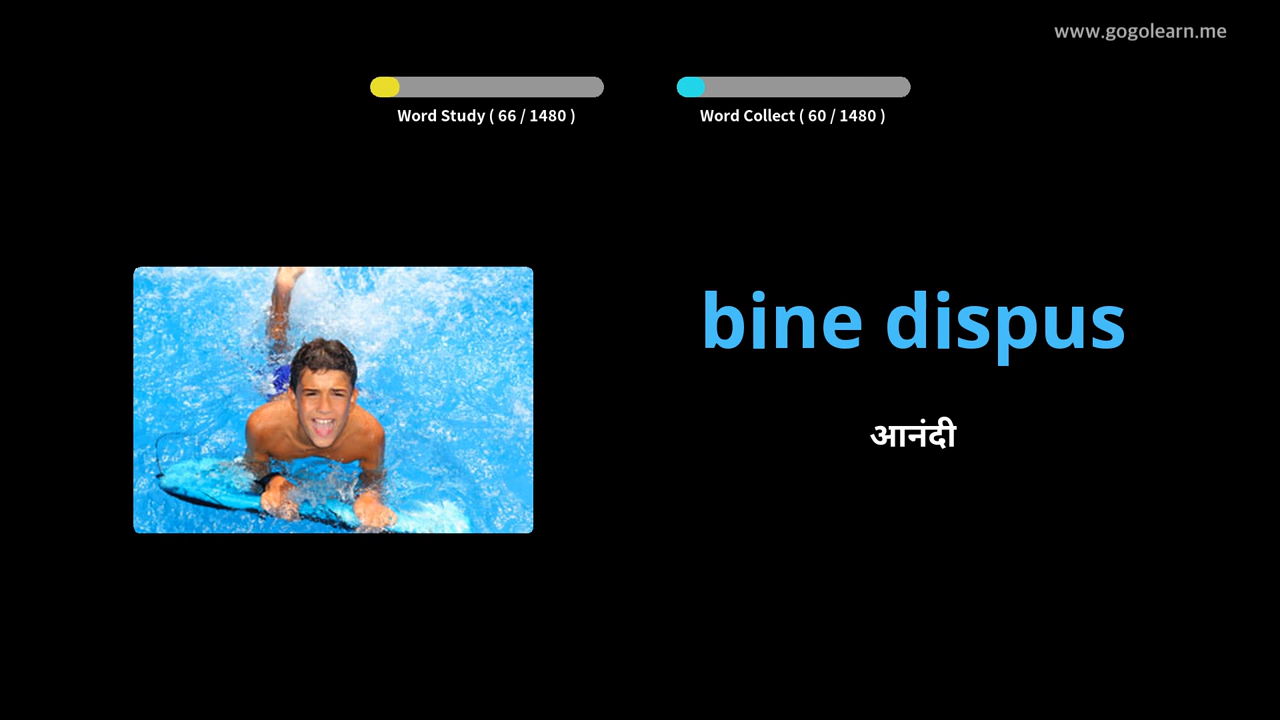 www.gogolearn.me
Word Study ( 66 / 1480 )
Word Collect ( 60 / 1480 )
bine dispus
आनंदी